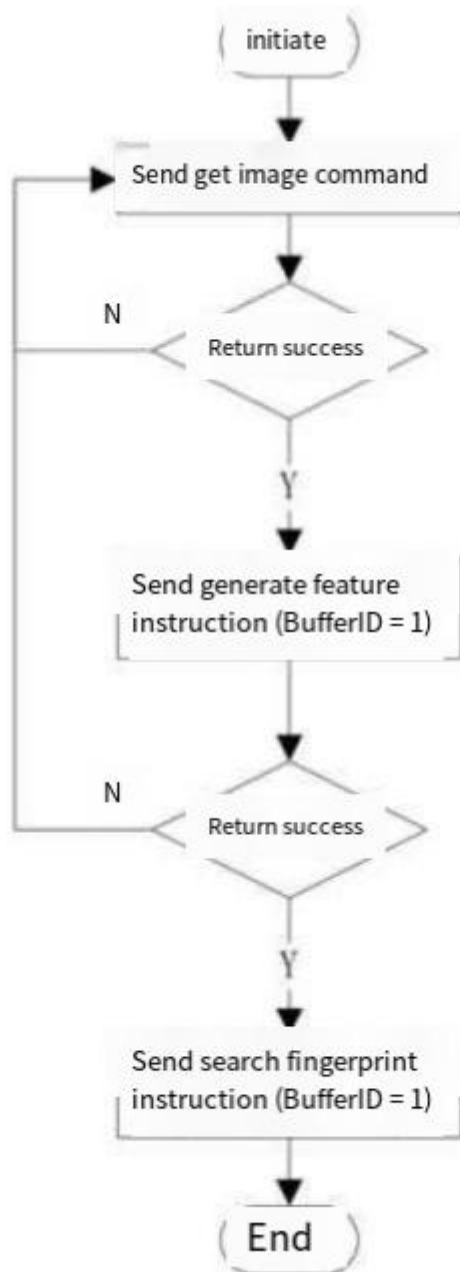 initiate
Send get image command
N
Return success
Y
Send generate feature
instruction (BufferID = 1)
N
Return success
Y
Send search fingerprint
instruction (BufferID = 1)
End